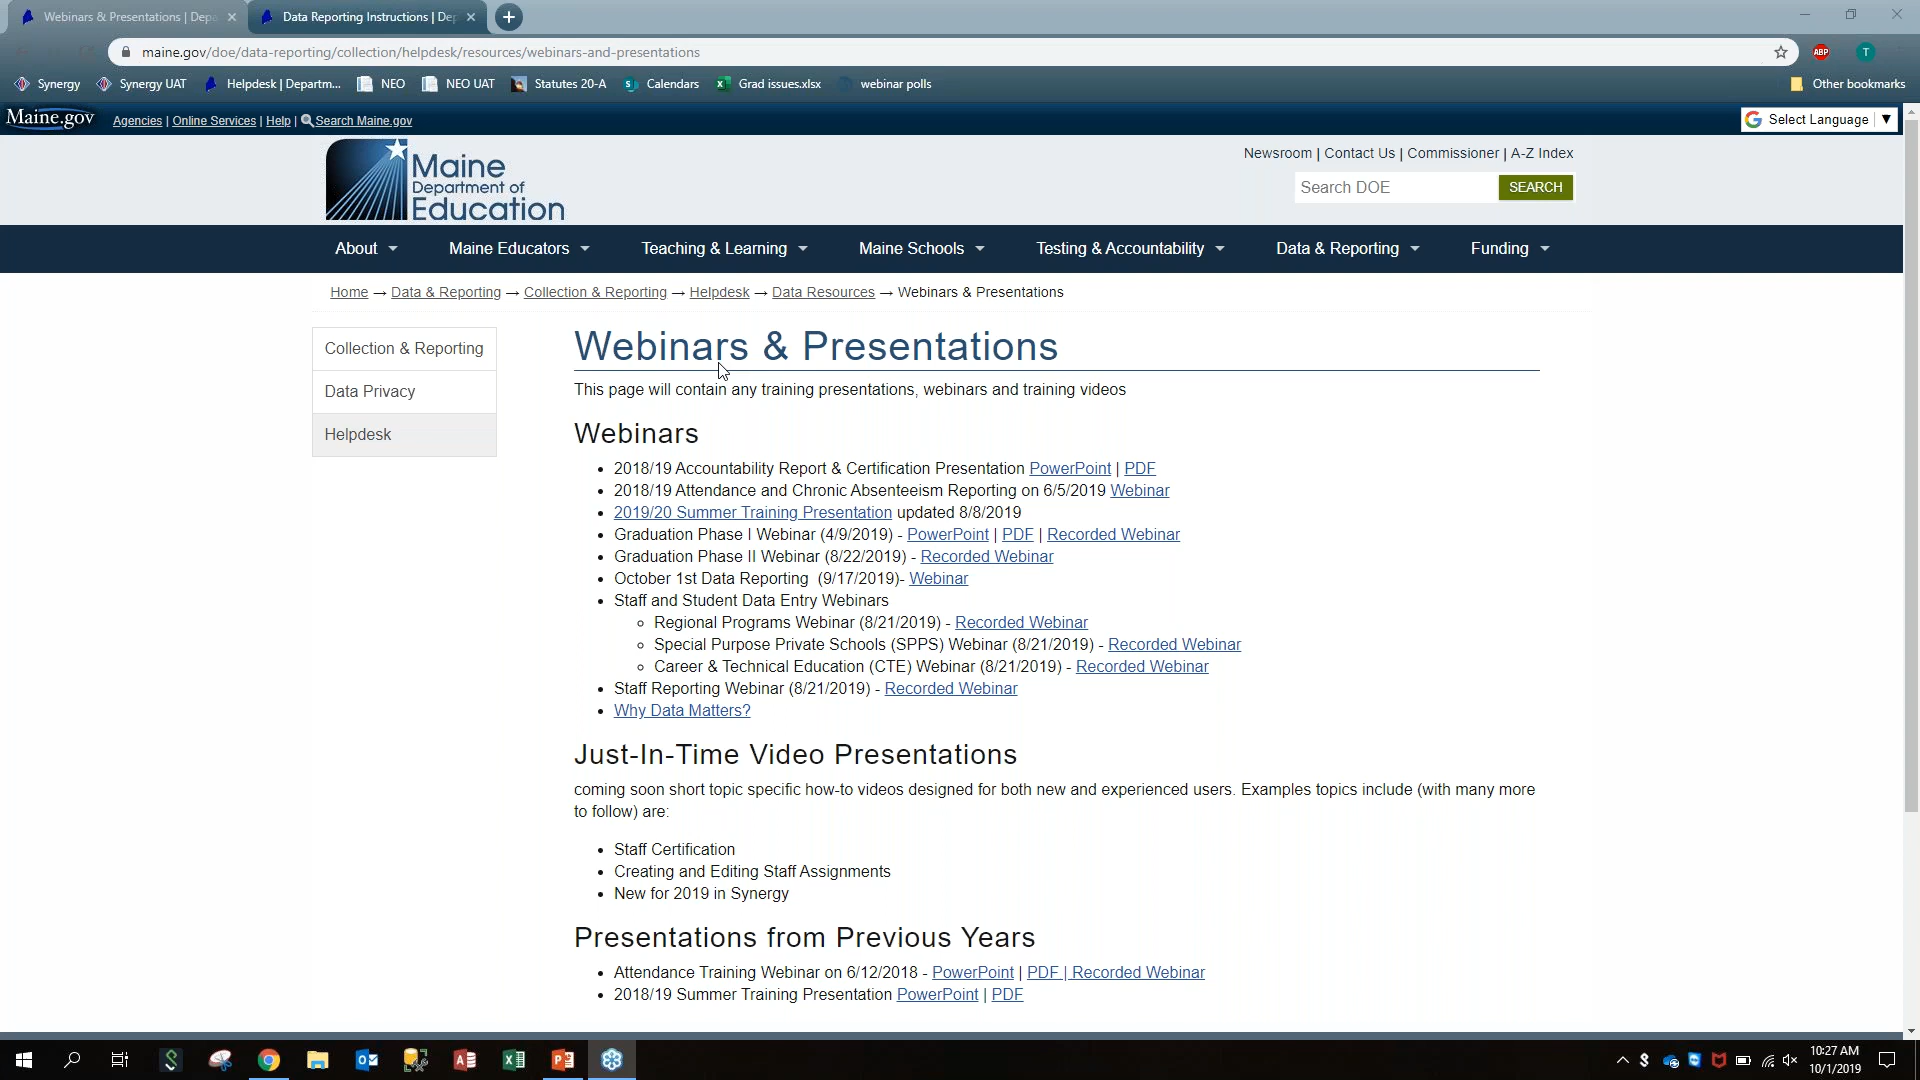 Webinars & Presentations | Depa
Data Reporting Instructions | Dep
maine.gov/doe/data-reporting/collection/helpdesk/resources/webinars-and-presentations
ABP
T
Synergy
Synergy UAT
Helpdesk | Departm...
NEO
NEO UAT
Statutes 20-A
Calendars
Grad issues.xlsx
webinar polls
Other bookmarks
Maine.gov
Agencies | Online Services | Help | Search Maine.gov
Select Language ▼
Maine
Department of
Education
Newsroom | Contact Us | Commissioner | A-Z Index
Search DOE
SEARCH
About
Maine Educators
Teaching & Learning
Maine Schools
Testing & Accountability
Data & Reporting
Funding
Home → Data & Reporting → Collection & Reporting → Helpdesk → Data Resources → Webinars & Presentations
Collection & Reporting
Data Privacy
Helpdesk
Webinars & Presentations
This page will contain any training presentations, webinars and training videos
Webinars
• 2018/19 Accountability Report & Certification Presentation PowerPoint | PDF
• 2018/19 Attendance and Chronic Absenteeism Reporting on 6/5/2019 Webinar
• 2019/20 Summer Training Presentation updated 8/8/2019
• Graduation Phase I Webinar (4/9/2019) - PowerPoint | PDF | Recorded Webinar
• Graduation Phase II Webinar (8/22/2019) - Recorded Webinar
• October 1st Data Reporting (9/17/2019)- Webinar
• Staff and Student Data Entry Webinars
○ Regional Programs Webinar (8/21/2019) - Recorded Webinar
○ Special Purpose Private Schools (SPPS) Webinar (8/21/2019) - Recorded Webinar
○ Career & Technical Education (CTE) Webinar (8/21/2019) - Recorded Webinar
• Staff Reporting Webinar (8/21/2019) - Recorded Webinar
• Why Data Matters?
Just-In-Time Video Presentations
coming soon short topic specific how-to videos designed for both new and experienced users. Examples topics include (with many more
to follow) are:
• Staff Certification
• Creating and Editing Staff Assignments
• New for 2019 in Synergy
Presentations from Previous Years
• Attendance Training Webinar on 6/12/2018 - PowerPoint | PDF | Recorded Webinar
• 2018/19 Summer Training Presentation PowerPoint | PDF
10:27 AM
10/1/2019